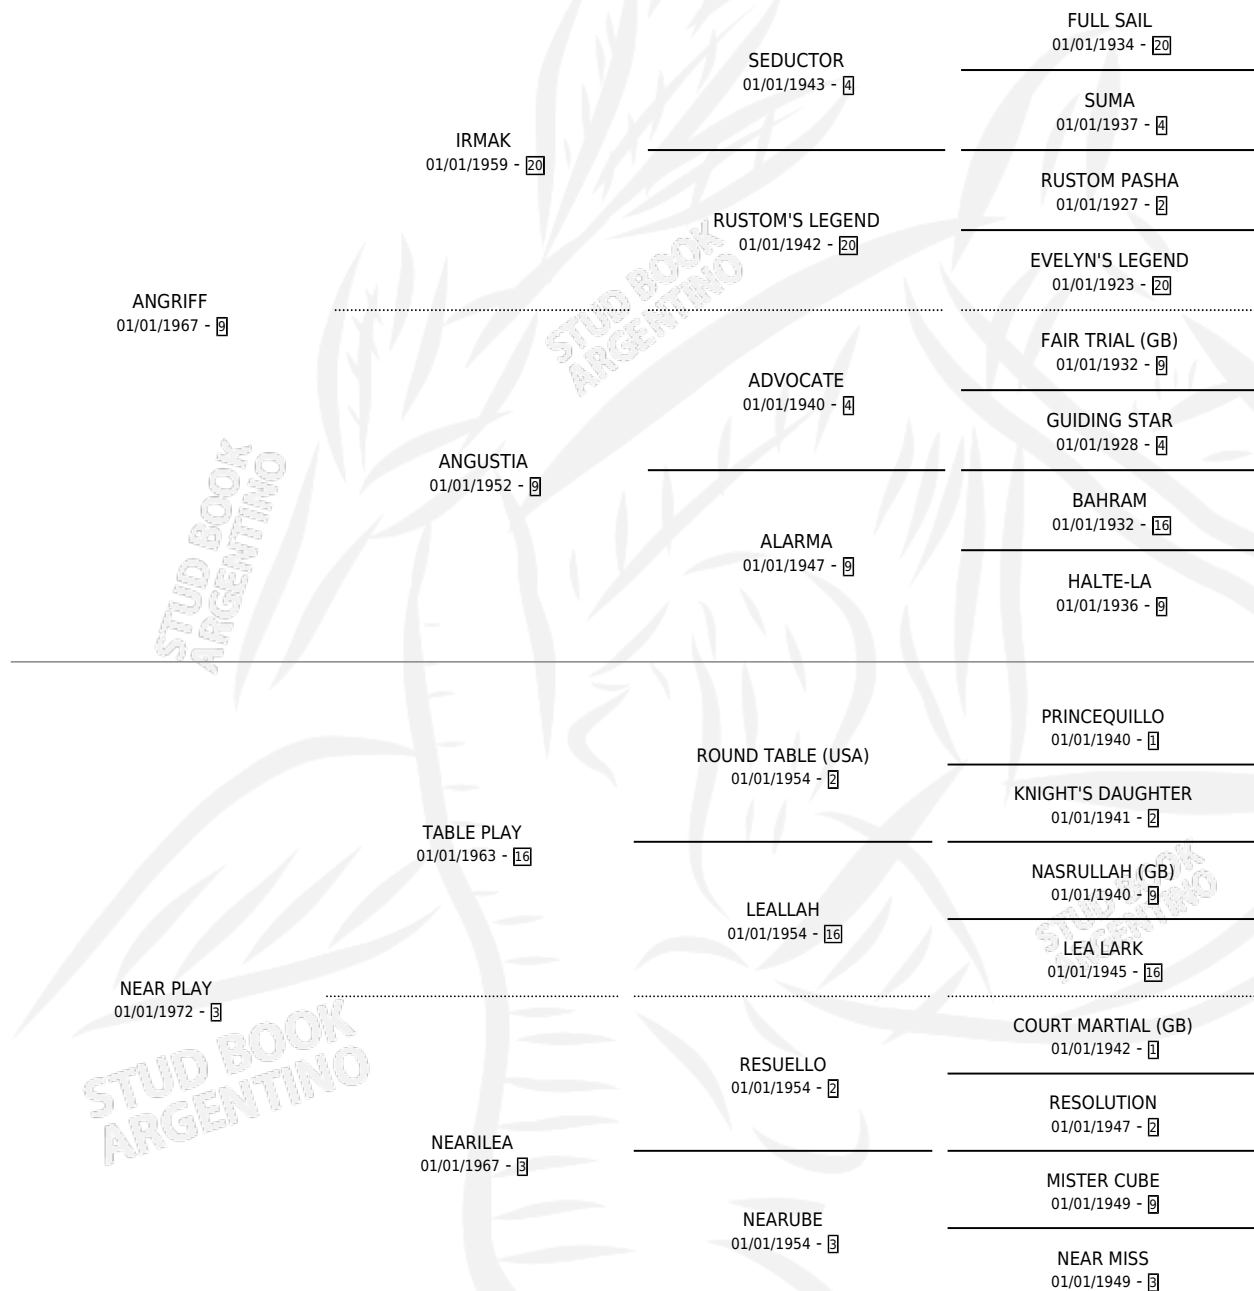 FULL SAIL
01/01/1934 - 20
SEDUCTOR
01/01/1943 - 4
SUMA
01/01/1937 - 4
IRMAK
01/01/1959 - 20
RUSTOM PASHA
01/01/1927 - 2
RUSTOM'S LEGEND
01/01/1942 - 20
EVELYN'S LEGEND
01/01/1923 - 20
ANGRIFF
01/01/1967 - 9
FAIR TRIAL (GB)
01/01/1932 - 9
ADVOCATE
01/01/1940 - 4
GUIDING STAR
01/01/1928 - 4
ANGUSTIA
01/01/1952 - 9
BAHRAM
01/01/1932 - 16
ALARMA
01/01/1947 - 9
HALTE-LA
01/01/1936 - 9
STUD BOOK
ARGENTINO
STUD BOOK
ARGENTINO
PRINCEQUILLO
01/01/1940 - 1
ROUND TABLE (USA)
01/01/1954 - 2
KNIGHT'S DAUGHTER
01/01/1941 - 2
TABLE PLAY
01/01/1963 - 16
NASRULLAH (GB)
01/01/1940 - 9
LEALLAH
01/01/1954 - 16
LEA LARK
01/01/1945 - 16
STUD BOOK
ARGENTINO
NEAR PLAY
01/01/1972 - 3
COURT MARTIAL (GB)
01/01/1942 - 1
RESUELLO
01/01/1954 - 2
RESOLUTION
01/01/1947 - 2
NEARILEA
01/01/1967 - 3
MISTER CUBE
01/01/1949 - 9
NEARUBE
01/01/1954 - 3
NEAR MISS
01/01/1949 - 3
STUD BOOK
ARGENTINO